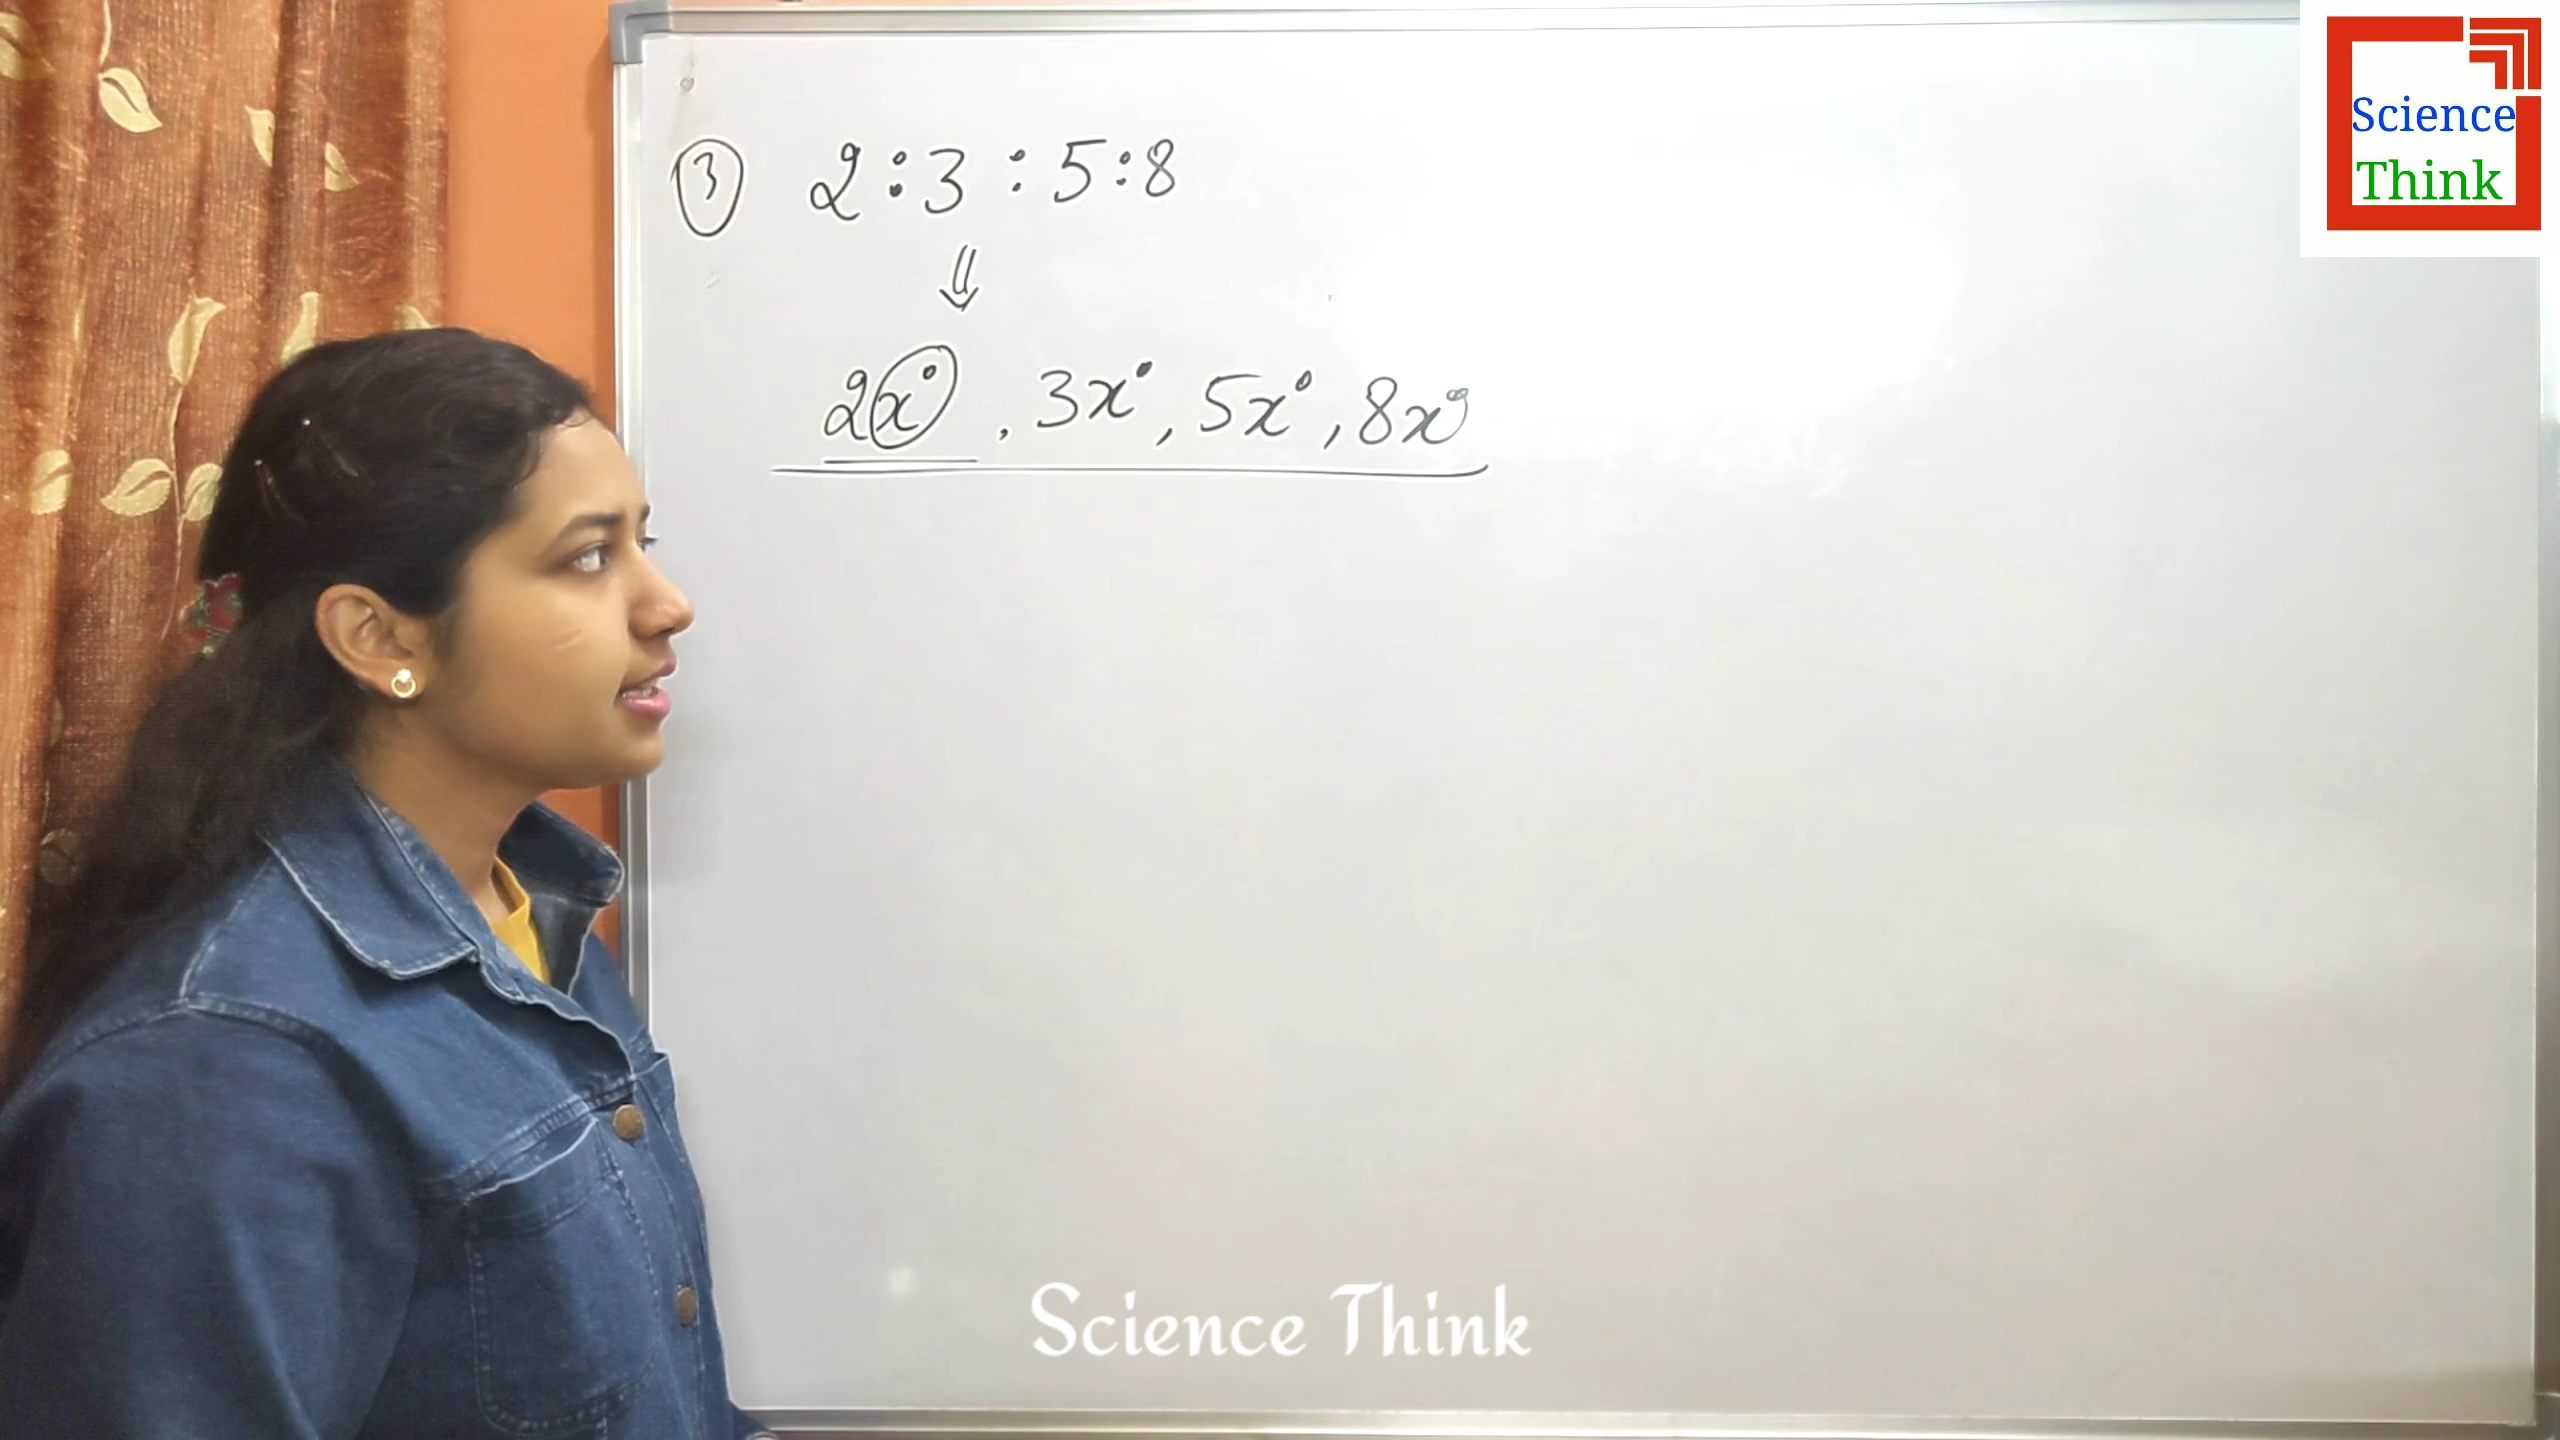 ③ 2 : 3 : 5 : 8
⇓
2x°, 3x°, 5x°, 8x°
Science
Think
Science Think